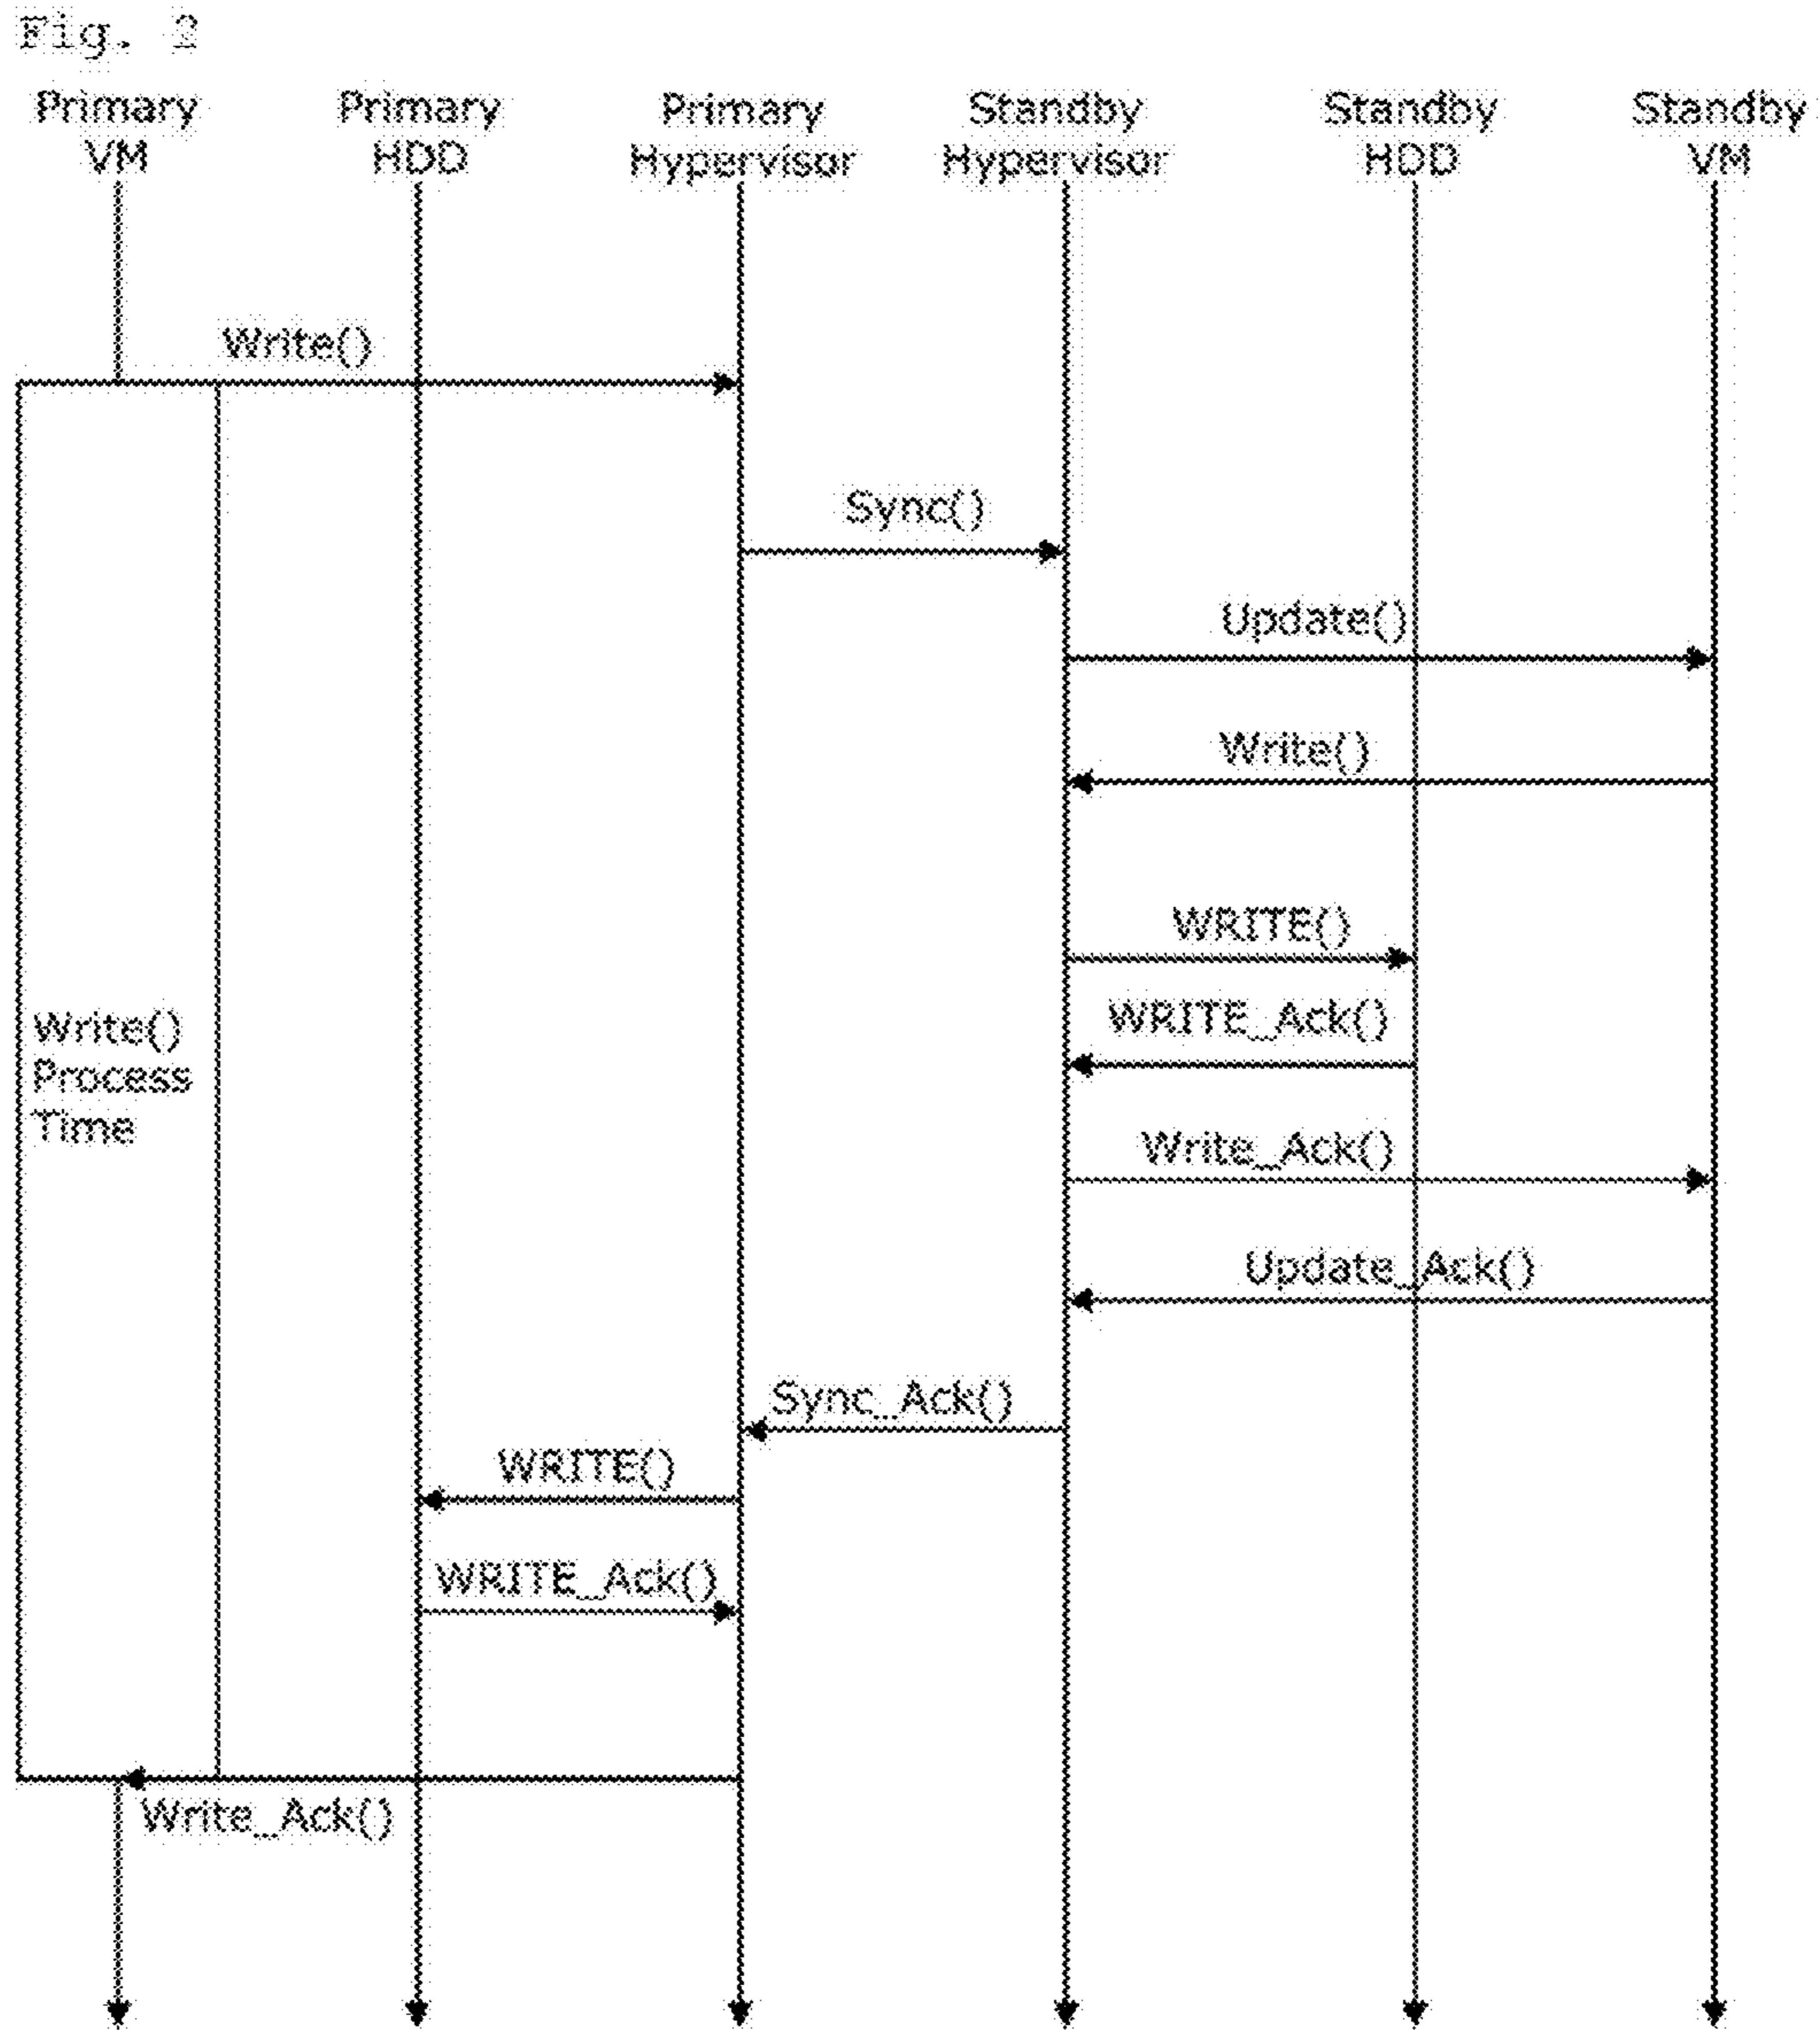 Fig. 2
Primary VM
Primary HDD
Primary Hypervisor
Standby Hypervisor
Standby HDD
Standby VM
Write()
Sync()
Update()
Write()
WRITE()
WRITE_Ack()
Write()
Process
Time
Write_Ack()
Update_Ack()
Sync_Ack()
WRITE()
WRITE_Ack()
Write_Ack()